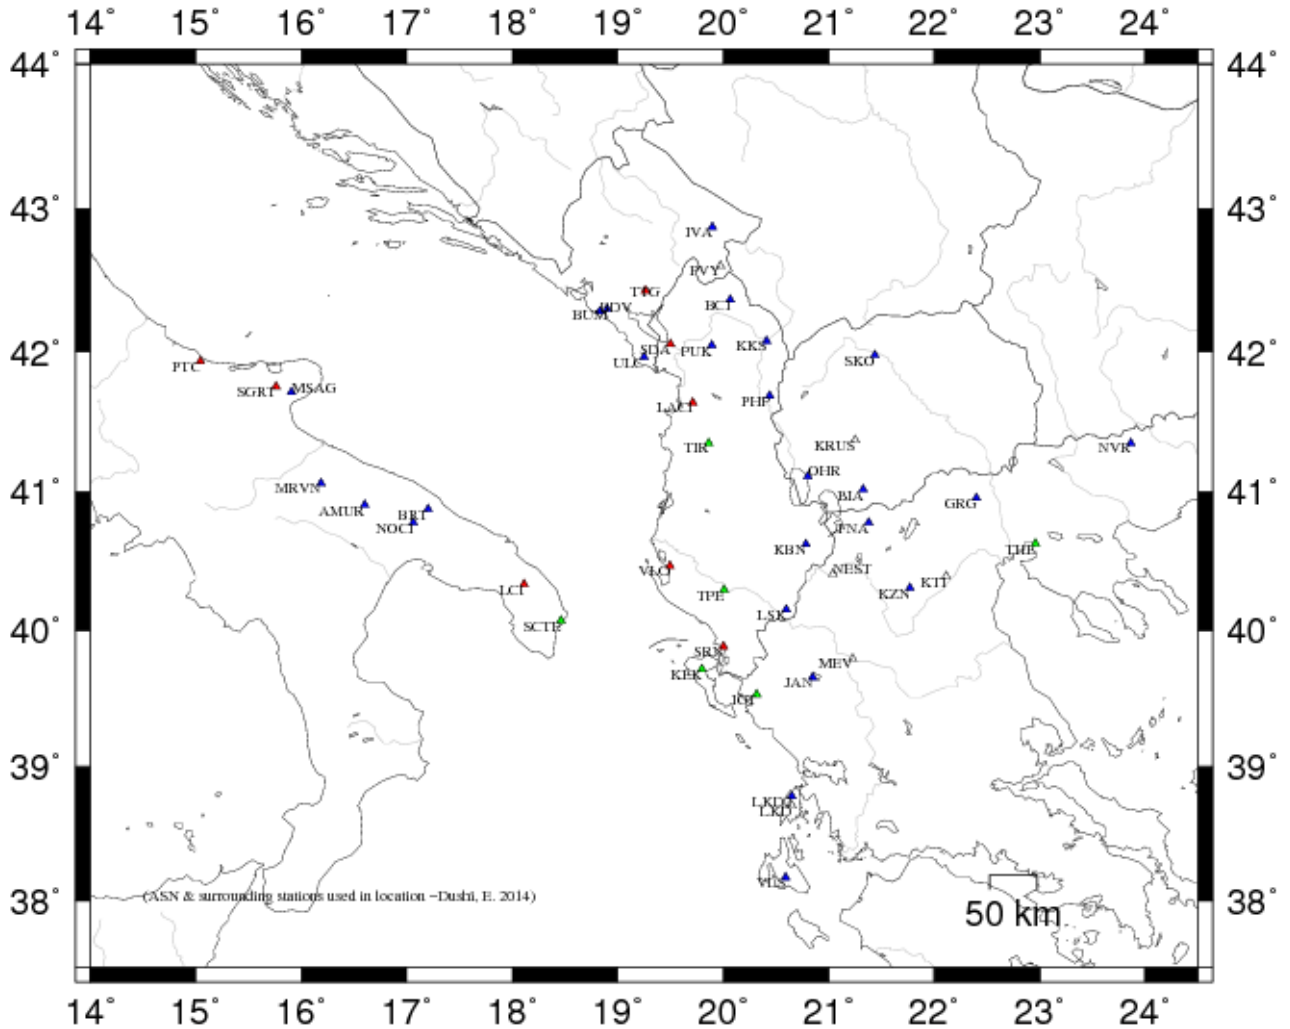 14° 15° 16° 17° 18° 19° 20° 21° 22° 23° 24°
44° 44°
43° 43°
IVA
PVY
TPG
BCI
BDV
BUM
42° 42°
SDA PUK KKS
ULC
SKO
PTC
SGRT MSAG
LACI
PHP
TIR
KRUS
NVR
OHR
41° 41°
MRVN
BIA
GRG
AMUR BRT
NOCI
FNA
KBN
THE
VLO
NEST
LCI
TPE
KZN KTI
LSK
SCTE
40° 40°
SRN
MEV
KEK
JAN
IGT
39° 39°
LKD
VLS
(ASN & surrounding stations used in location −Dushi, E. 2014)
38° 38°
50 km
14° 15° 16° 17° 18° 19° 20° 21° 22° 23° 24°